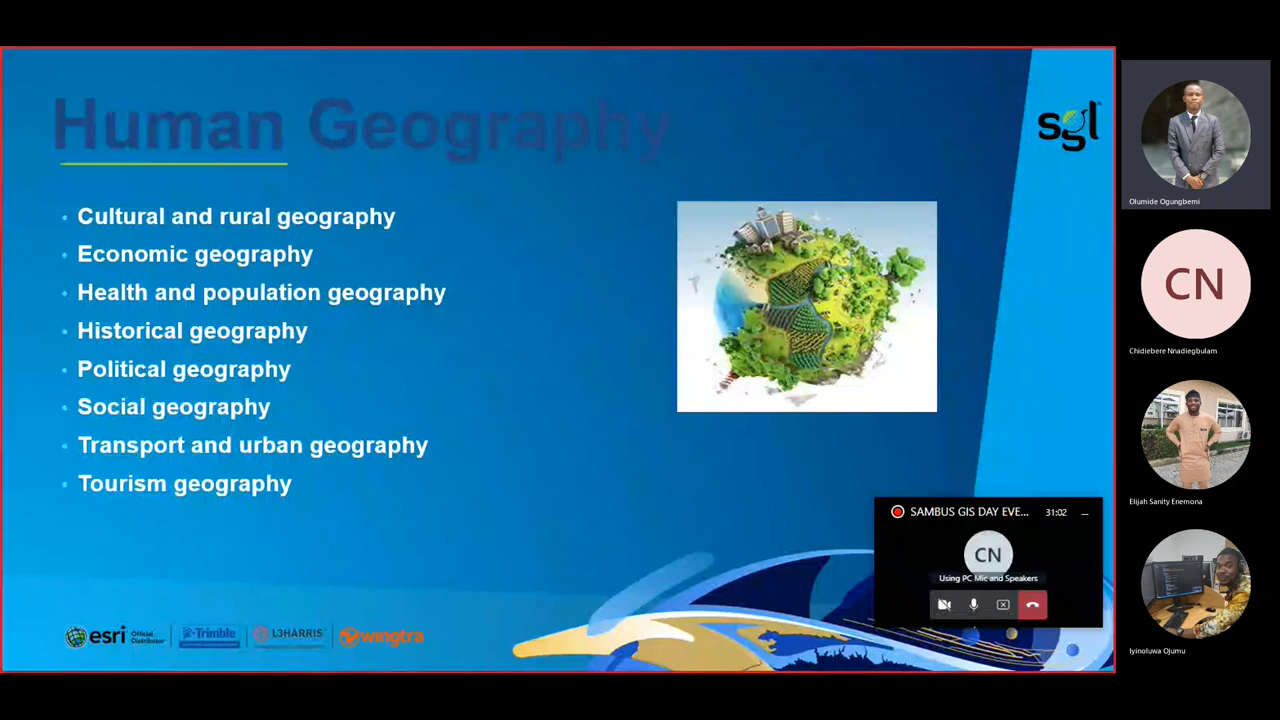 Human Geography
sgl
• Cultural and rural geography
• Economic geography
• Health and population geography
• Historical geography
• Political geography
• Social geography
• Transport and urban geography
• Tourism geography
esri Official Distributor
Trimble
L3HARRIS
wingtra
SAMBUS GIS DAY EVE... 31:02
CN
Using PC Mic and Speakers
Olumide Ogungbemi
CN
Chidiebere Nnadiegbulam
Elijah Sanity Enemona
Iyinoluwa Ojumu